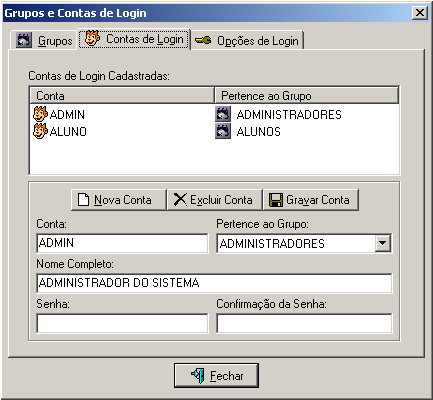 Grupos e Contas de Login
Grupos Contas de Login Opções de Login
Contas de Login Cadastradas:
Conta Pertence ao Grupo
ADMIN ADMINISTRADORES
ALUNO ALUNOS
Nova Conta Excluir Conta Gravar Conta
Conta: Pertence ao Grupo:
ADMIN ADMINISTRADORES
Nome Completo:
ADMINISTRADOR DO SISTEMA
Senha: Confirmação da Senha:
Fechar